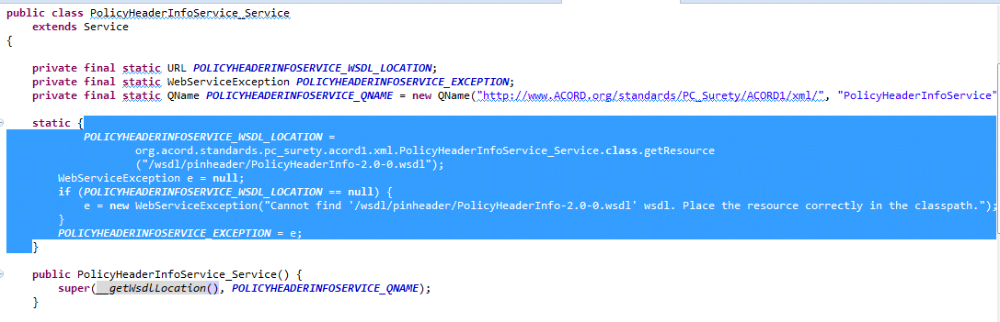 public class PolicyHeaderInfoService_Service
    extends Service
{
    private final static URL POLICYHEADERINFOSERVICE_WSDL_LOCATION;
    private final static WebServiceException POLICYHEADERINFOSERVICE_EXCEPTION;
    private final static QName POLICYHEADERINFOSERVICE_QNAME = new QName("http://www.ACORD.org/standards/PC_Surety/ACORD1/xml/", "PolicyHeaderInfoService"
    static {
            POLICYHEADERINFOSERVICE_WSDL_LOCATION =
                    org.acord.standards.pc_surety.acord1.xml.PolicyHeaderInfoService_Service.class.getResource
                    ("/wsdl/pinheader/PolicyHeaderInfo-2.0-0.wsdl");
        WebServiceException e = null;
        if (POLICYHEADERINFOSERVICE_WSDL_LOCATION == null) {
            e = new WebServiceException("Cannot find '/wsdl/pinheader/PolicyHeaderInfo-2.0-0.wsdl' wsdl. Place the resource correctly in the classpath.");
        }
        POLICYHEADERINFOSERVICE_EXCEPTION = e;
    }
    public PolicyHeaderInfoService_Service() {
        super(__getWsdlLocation(), POLICYHEADERINFOSERVICE_QNAME);
    }